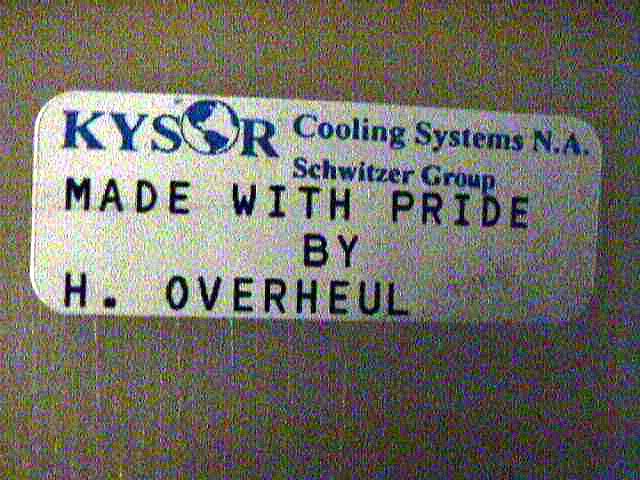 KYSOR Cooling Systems N.A.
Schwitzer Group
MADE WITH PRIDE
BY
H. OVERHEUL